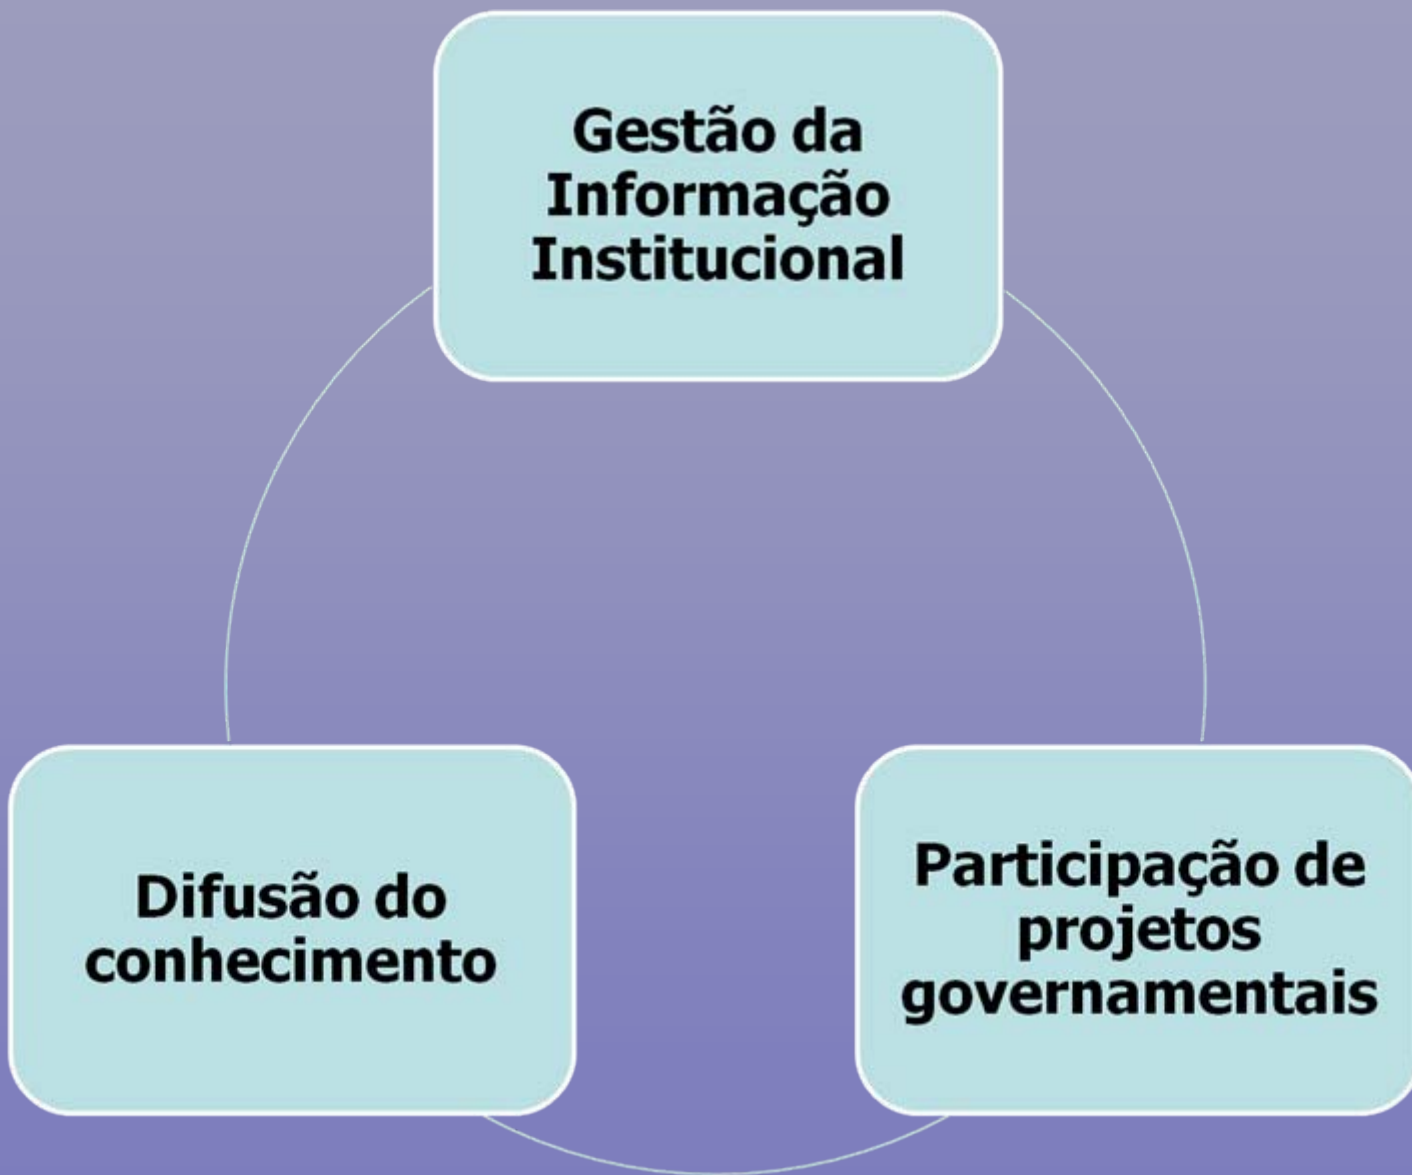 Gestão da
Informação
Institucional
Difusão do
conhecimento
Participação de
projetos
governamentais